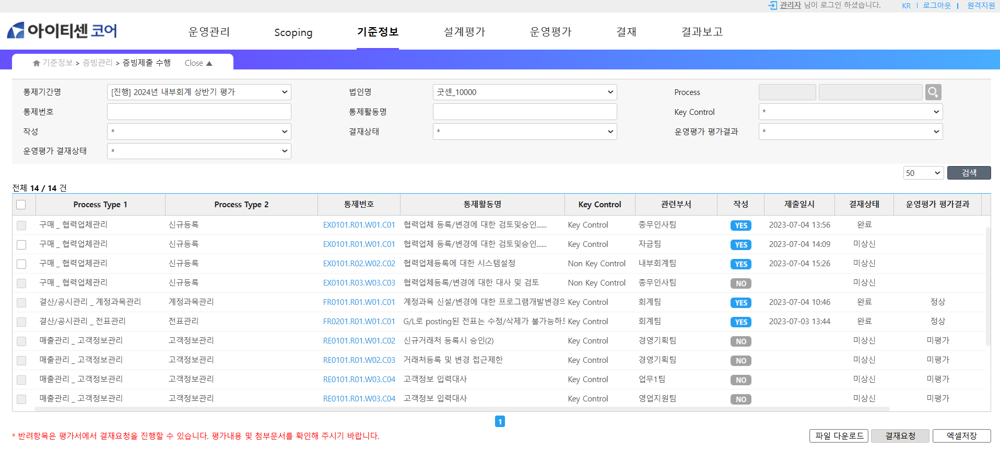 관리자 님이 로그인 하셨습니다. KR | 로그아웃 | 원격지원
아이티센 코어 운영관리 Scoping 기준정보 설계평가 운영평가 결재 결과보고
기준정보 > 증빙관리 > 증빙제출 수행 Close ▲
통제기간명 [진행] 2024년 내부회계 상반기 평가 법인명 굿센_10000 Process
통제번호 통제활동명 Key Control *
작성 * 결재상태 * 운영평가 평가결과 *
운영평가 결재상태 *
50 검색
전체 14 / 14 건
Process Type 1 Process Type 2 통제번호 통제활동명 Key Control 관련부서 작성 제출일시 결재상태 운영평가 평가결과
구매 _ 협력업체관리 신규등록 EX0101.R01.W01.C01 협력업체 등록/변경에 대한 검토및승인...... Key Control 총무인사팀 YES 2023-07-04 13:56 완료
구매 _ 협력업체관리 신규등록 EX0101.R01.W01.C01 협력업체 등록/변경에 대한 검토및승인...... Key Control 자금팀 YES 2023-07-04 14:09 미상신
구매 _ 협력업체관리 신규등록 EX0101.R02.W02.C02 협력업체등록에 대한 시스템설정 Non Key Control 내부회계팀 YES 2023-07-04 15:26 미상신
구매 _ 협력업체관리 신규등록 EX0101.R03.W03.C03 협력업체등록/변경에 대한 대사 및 검토 Non Key Control 총무인사팀 NO 미상신
결산/공시관리 _ 계정과목관리 계정과목관리 FR0101.R01.W01.C01 계정과목 신설/변경에 대한 프로그램개발변경의 Key Control 회계팀 YES 2023-07-04 10:46 완료 정상
결산/공시관리 _ 전표관리 전표관리 FR0201.R01.W01.C01 G/L로 posting된 전표는 수정/삭제가 불가능하 Key Control 회계팀 YES 2023-07-03 13:44 완료 정상
매출관리 _ 고객정보관리 고객정보관리 RE0101.R01.W01.C02 신규거래처 등록시 승인(2) Key Control 경영기획팀 NO 미상신 미평가
매출관리 _ 고객정보관리 고객정보관리 RE0101.R01.W02.C03 거래처등록 및 변경 접근제한 Key Control 경영기획팀 NO 미상신 미평가
매출관리 _ 고객정보관리 고객정보관리 RE0101.R01.W03.C04 고객정보 입력대사 Key Control 업무1팀 NO 미상신 미평가
매출관리 _ 고객정보관리 고객정보관리 RE0101.R01.W03.C04 고객정보 입력대사 Key Control 영업지원팀 NO 미상신 미평가
1
* 반려항목은 평가서에서 결재요청을 진행할 수 있습니다. 평가내용 및 첨부문서를 확인해 주시기 바랍니다. 파일 다운로드 결재요청 엑셀저장